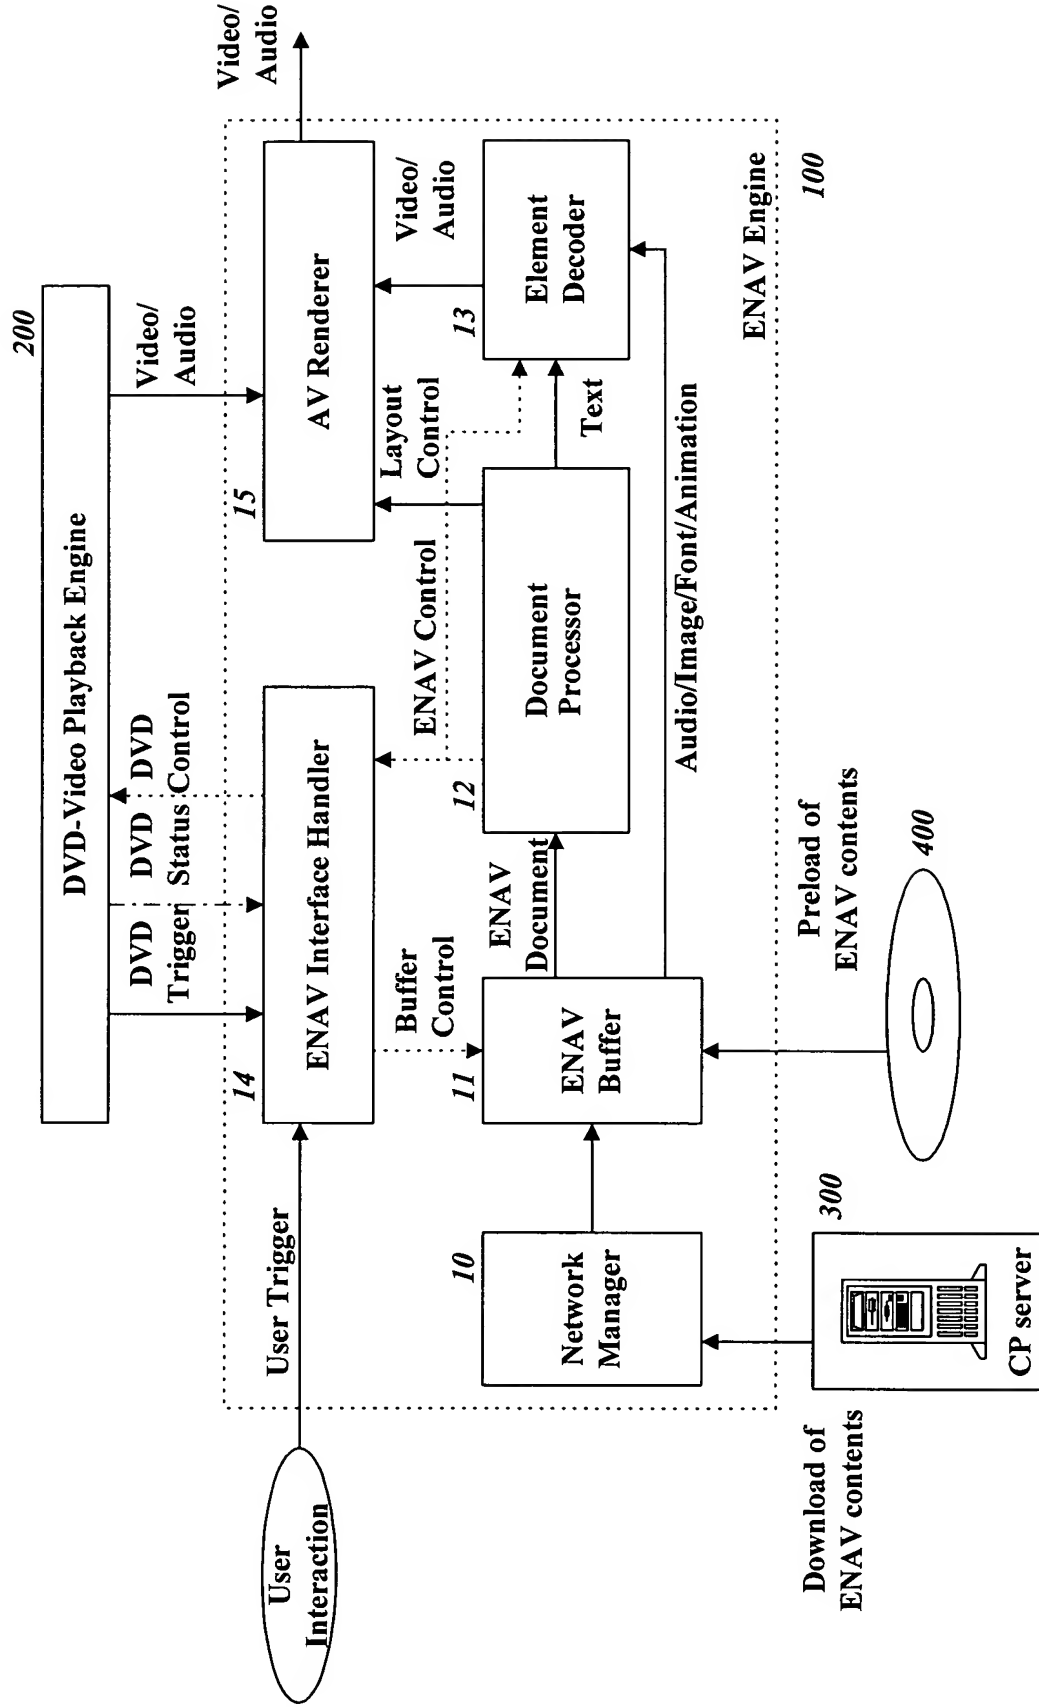 200
DVD-Video Playback Engine
DVD
Trigger
DVD
Status
DVD
Control
Video/
Audio
Video/
Audio
User
Interaction
User Trigger
14
ENAV Interface Handler
15
AV Renderer
Buffer
Control
ENAV Control
Layout
Control
Video/
Audio
10
Network
Manager
11
ENAV
Buffer
ENAV
Document
12
Document
Processor
Text
13
Element
Decoder
Audio/Image/Font/Animation
ENAV Engine
100
Download of
ENAV contents
300
CP server
Preload of
ENAV contents
400